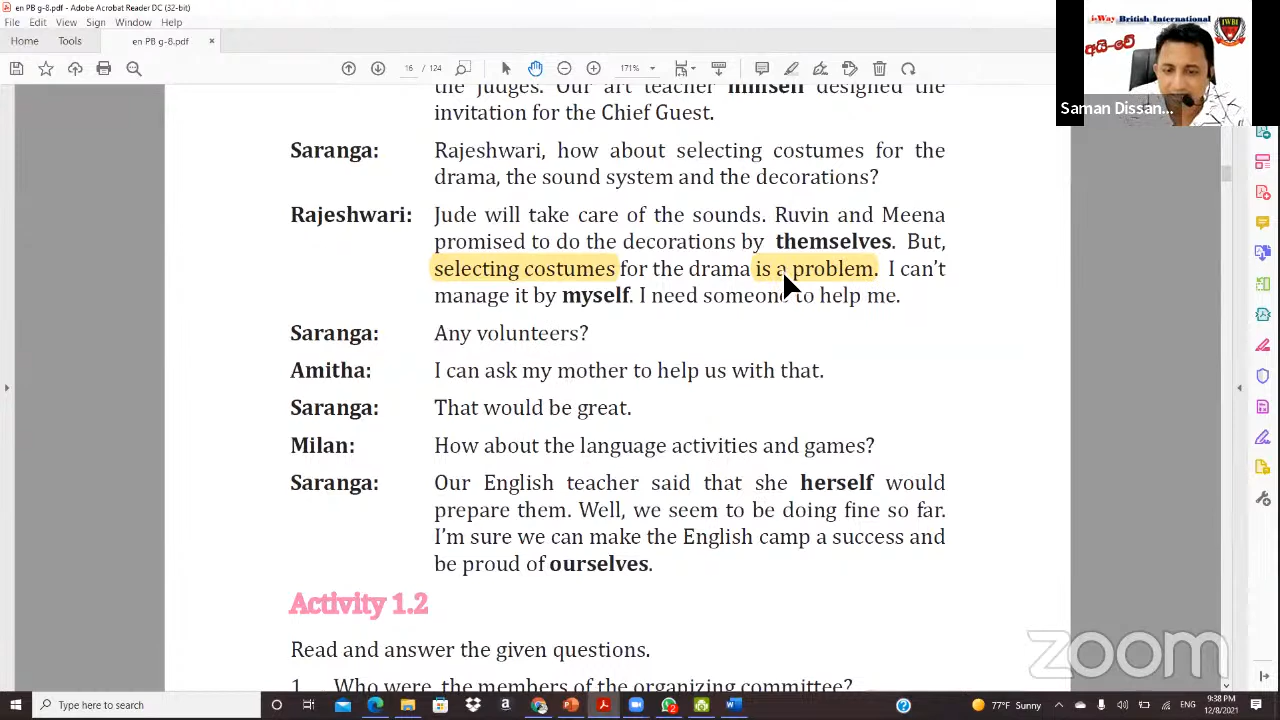 en PB g-8.pdf - Adobe Acrobat Reader DC (32-bit)
File Edit View Sign Window Help
Home Tools en PB g-8.pdf ×
16 / 124 171%
i-Way British International
IWBI
අයි-වේ
Saman Dissan...
the judges. Our art teacher himself designed the
invitation for the Chief Guest.
Saranga: Rajeshwari, how about selecting costumes for the
drama, the sound system and the decorations?
Rajeshwari: Jude will take care of the sounds. Ruvin and Meena
promised to do the decorations by themselves. But,
selecting costumes for the drama is a problem. I can't
manage it by myself. I need someone to help me.
Saranga: Any volunteers?
Amitha: I can ask my mother to help us with that.
Saranga: That would be great.
Milan: How about the language activities and games?
Saranga: Our English teacher said that she herself would
prepare them. Well, we seem to be doing fine so far.
I'm sure we can make the English camp a success and
be proud of ourselves.
Activity 1.2
Read and answer the given questions.
1. Who were the members of the organizing committee?
zoom
Type here to search
77°F Sunny
ENG
9:38 PM
12/8/2021